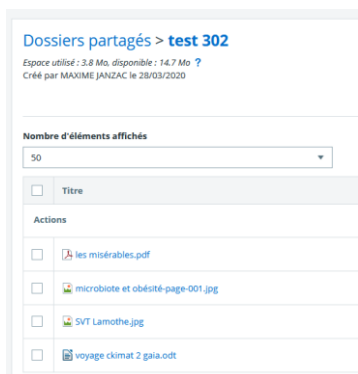 Dossiers partagés > test 302
Espace utilisé : 3.8 Mo, disponible : 14.7 Mo ?
Créé par MAXIME JANZAC le 28/03/2020
Nombre d'éléments affichés
50
Titre
Actions
les misérables.pdf
microbiote et obésité-page-001.jpg
SVT Lamothe.jpg
voyage ckimat 2 gaia.odt